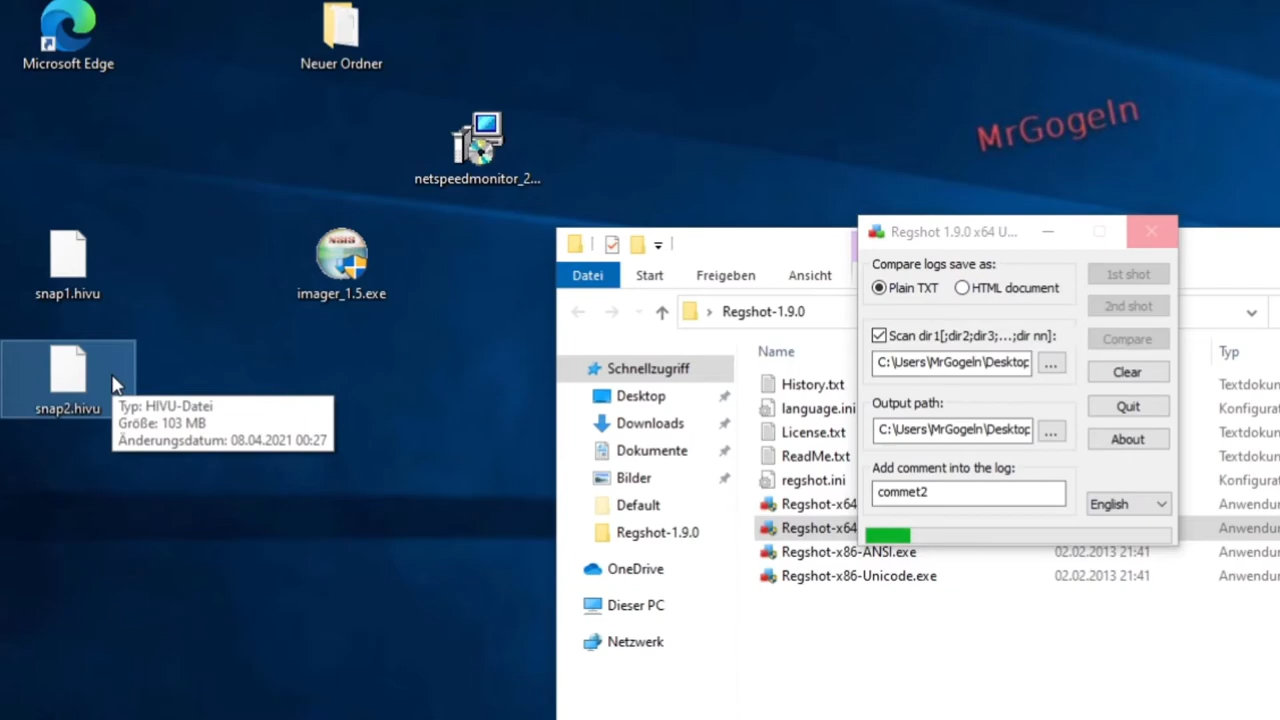 Microsoft Edge
Neuer Ordner
netspeedmonitor_2...
MrGogeln
snap1.hivu
imager_1.5.exe
snap2.hivu
Typ: HIVU-Datei
Größe: 103 MB
Änderungsdatum: 08.04.2021 00:27
Datei
Start
Freigeben
Ansicht
Regshot-1.9.0
Schnellzugriff
Desktop
Downloads
Dokumente
Bilder
Default
Regshot-1.9.0
OneDrive
Dieser PC
Netzwerk
Name
Typ
History.txt
Textdokum
language.ini
Konfigurat
License.txt
Textdokum
ReadMe.txt
Textdokum
regshot.ini
Konfigurat
Regshot-x64
Anwendun
Regshot-x64
Anwendun
Regshot-x86-ANSI.exe
02.02.2013 21:41
Anwendun
Regshot-x86-Unicode.exe
02.02.2013 21:41
Anwendun
Regshot 1.9.0 x64 U...
Compare logs save as:
Plain TXT
HTML document
Scan dir1[;dir2;dir3;...;dir nn]:
C:\Users\MrGogeln\Desktop
...
Output path:
C:\Users\MrGogeln\Desktop
...
Add comment into the log:
commet2
1st shot
2nd shot
Compare
Clear
Quit
About
English